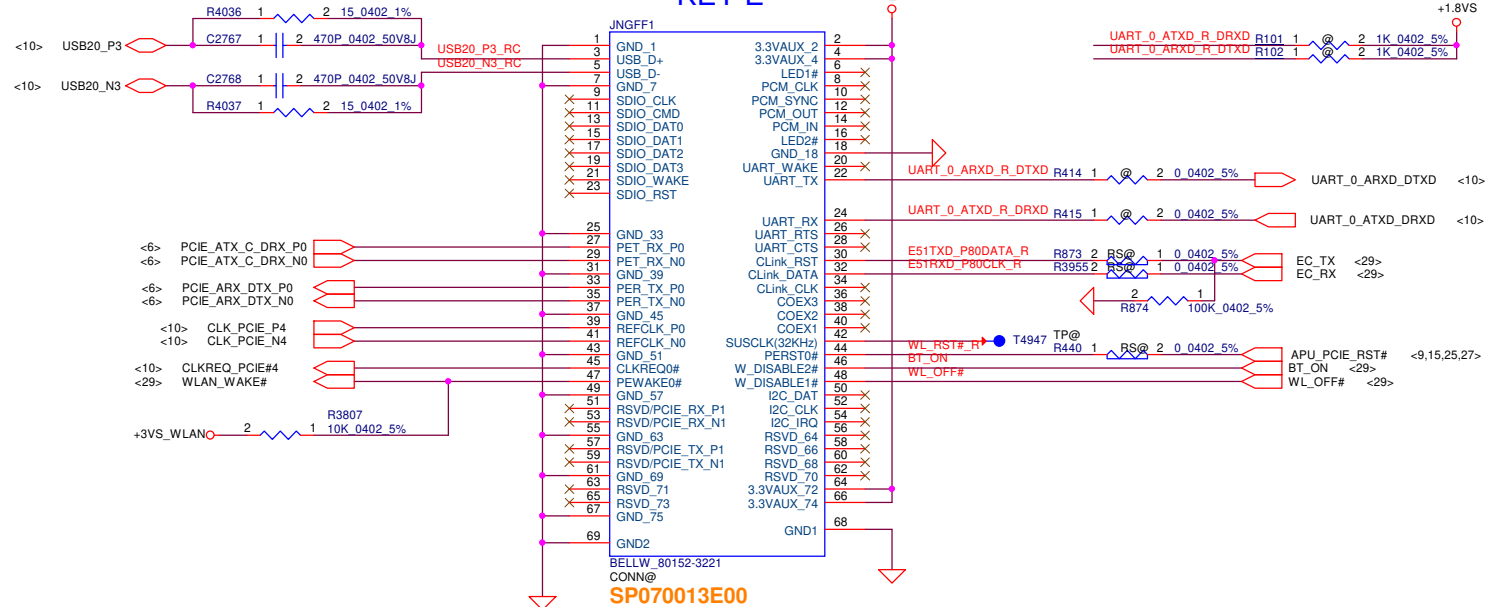 KEY E
JNGFF1
R4036 1 2 15_0402_1%
<10> USB20_P3 C2767 1 2 470P_0402_50V8J
USB20_P3_RC
USB20_N3_RC
<10> USB20_N3 C2768 1 2 470P_0402_50V8J
R4037 1 2 15_0402_1%
+1.8VS
UART_0_ATXD_R_DRXD R101 1 @ 2 1K_0402_5%
UART_0_ARXD_R_DTXD R102 1 @ 2 1K_0402_5%
1 GND_1
3 USB_D+
5 USB_D-
7 GND_7
9 SDIO_CLK
11 SDIO_CMD
13 SDIO_DAT0
15 SDIO_DAT1
17 SDIO_DAT2
19 SDIO_DAT3
21 SDIO_WAKE
23 SDIO_RST
25 GND_33
27 PET_RX_P0
29 PET_RX_N0
31 GND_39
33 PER_TX_P0
35 PER_TX_N0
37 GND_45
39 REFCLK_P0
41 REFCLK_N0
43 GND_51
45 CLKREQ0#
47 PEWAKE0#
49 GND_57
51 RSVD/PCIE_RX_P1
53 RSVD/PCIE_RX_N1
55 GND_63
57 RSVD/PCIE_TX_P1
59 RSVD/PCIE_TX_N1
61 GND_69
63 RSVD_71
65 RSVD_73
67 GND_75
69 GND2
3.3VAUX_2 2
3.3VAUX_4 4
LED1# 6
PCM_CLK 8
PCM_SYNC 10
PCM_OUT 12
PCM_IN 14
LED2# 16
GND_18 18
UART_WAKE 20
UART_TX 22
UART_RX 24
UART_RTS 26
UART_CTS 28
CLink_RST 30
CLink_DATA 32
CLink_CLK 34
COEX3 36
COEX2 38
COEX1 40
SUSCLK(32KHz) 42
PERST0# 44
W_DISABLE2# 46
W_DISABLE1# 48
I2C_DAT 50
I2C_CLK 52
I2C_IRQ 54
RSVD_64 56
RSVD_66 58
RSVD_68 60
RSVD_70 62
3.3VAUX_72 64
3.3VAUX_74 66
GND1 68
<6> PCIE_ATX_C_DRX_P0
<6> PCIE_ATX_C_DRX_N0
<6> PCIE_ARX_DTX_P0
<6> PCIE_ARX_DTX_N0
<10> CLK_PCIE_P4
<10> CLK_PCIE_N4
<10> CLKREQ_PCIE#4
<29> WLAN_WAKE#
R3807
+3VS_WLAN 2 1 10K_0402_5%
UART_0_ARXD_R_DTXD R414 1 @ 2 0_0402_5% UART_0_ARXD_DTXD <10>
UART_0_ATXD_R_DRXD R415 1 @ 2 0_0402_5% UART_0_ATXD_DRXD <10>
E51TXD_P80DATA_R R873 2 RS@ 1 0_0402_5% EC_TX <29>
E51RXD_P80CLK_R R3955 2 RS@ 1 0_0402_5% EC_RX <29>
2 1
R874 100K_0402_5%
T4947 TP@
WL_RST#_R R440 1 RS@ 2 0_0402_5% APU_PCIE_RST# <9,15,25,27>
BT_ON BT_ON <29>
WL_OFF# WL_OFF# <29>
BELLW_80152-3221
CONN@
SP070013E00